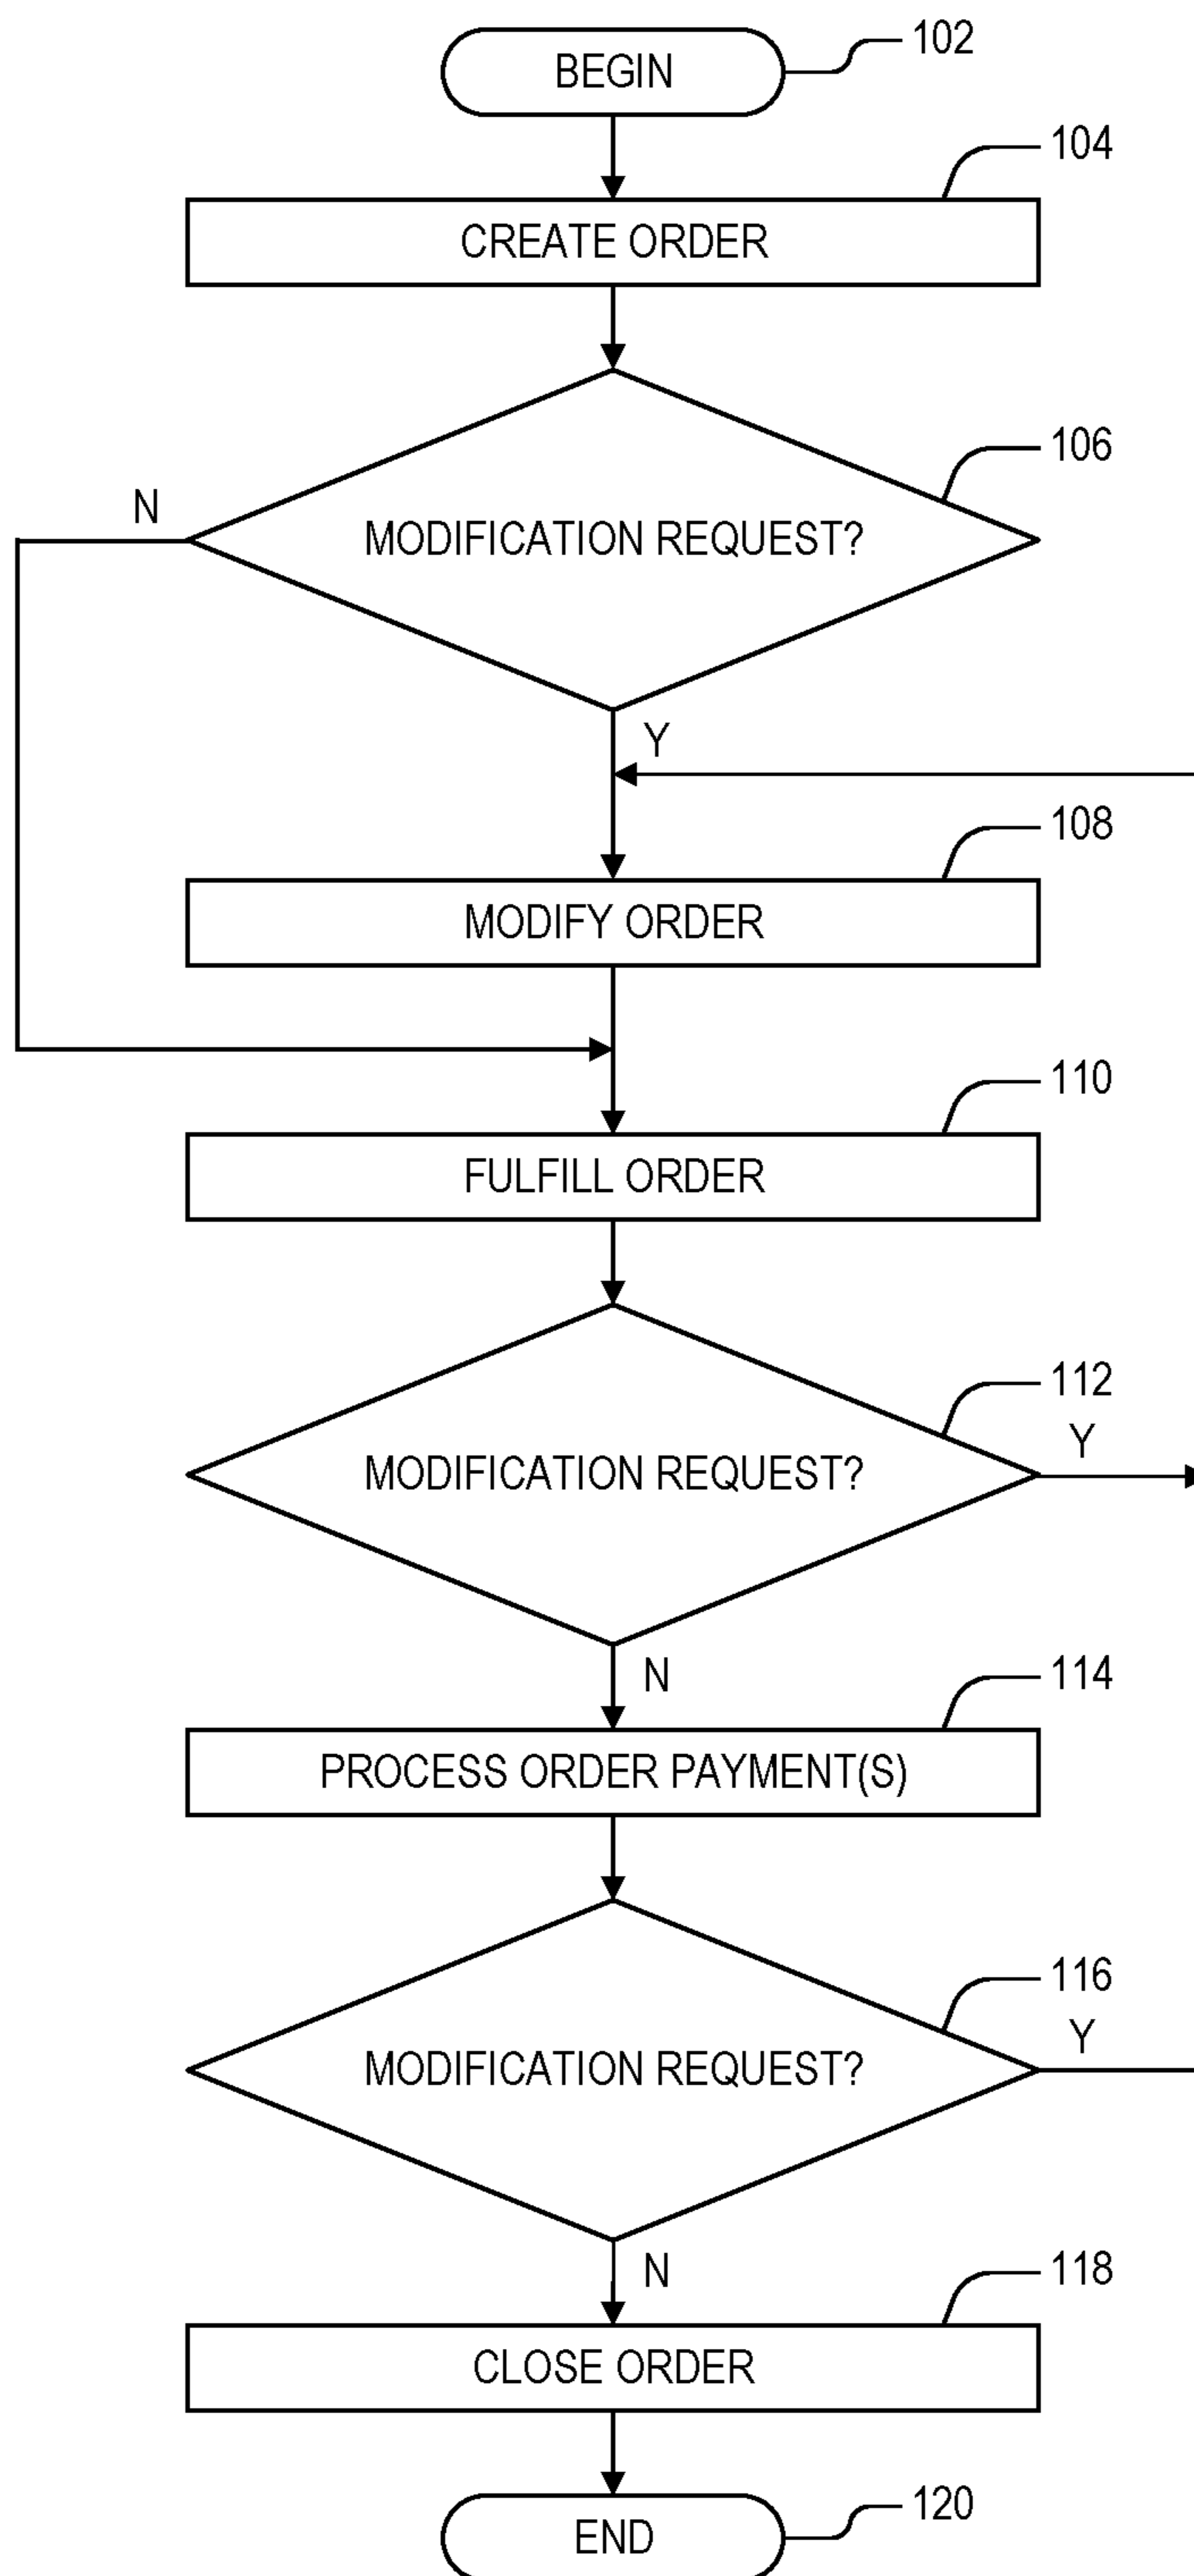 BEGIN
102
104
CREATE ORDER
106
N
MODIFICATION REQUEST?
Y
108
MODIFY ORDER
110
FULFILL ORDER
112
Y
MODIFICATION REQUEST?
N
114
PROCESS ORDER PAYMENT(S)
116
Y
MODIFICATION REQUEST?
N
118
CLOSE ORDER
120
END